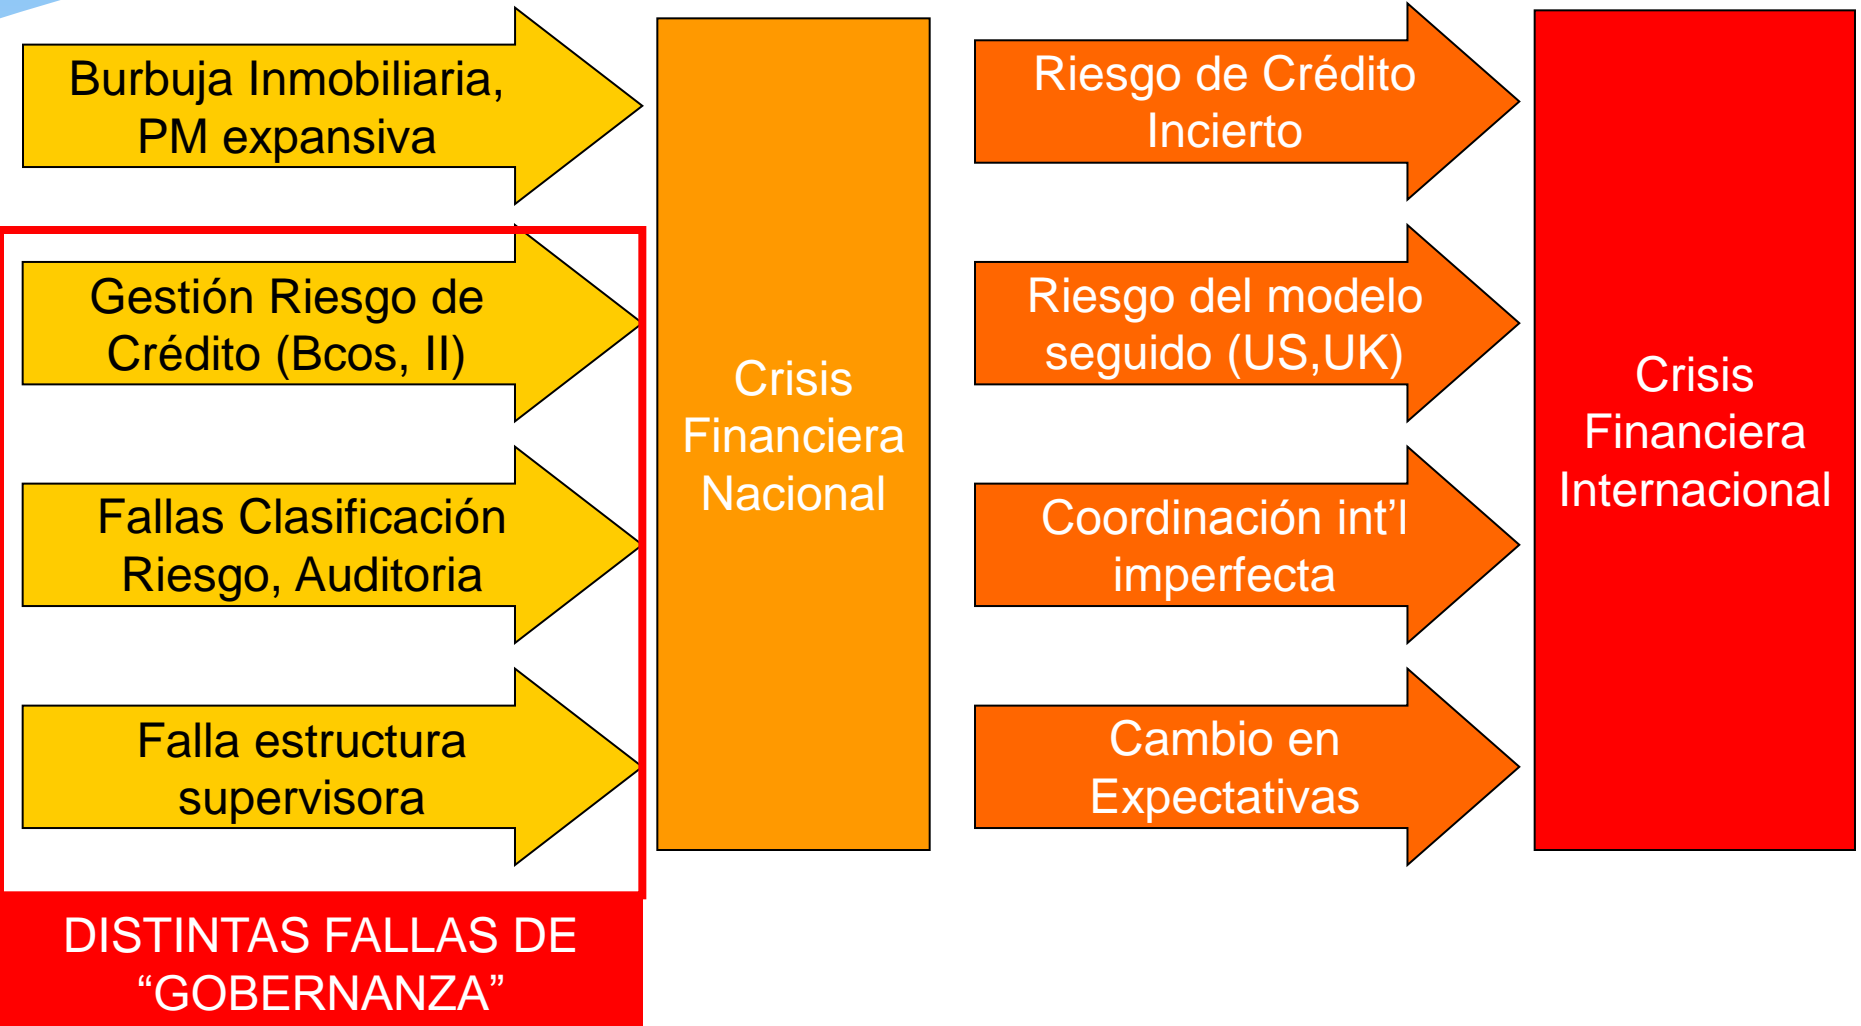 Burbuja Inmobiliaria,
PM expansiva
Gestión Riesgo de
Crédito (Bcos, II)
Fallas Clasificación
Riesgo, Auditoria
Falla estructura
supervisora
DISTINTAS FALLAS DE
“GOBERNANZA”
Crisis
Financiera
Nacional
Riesgo de Crédito
Incierto
Riesgo del modelo
seguido (US,UK)
Coordinación int’l
imperfecta
Cambio en
Expectativas
Crisis
Financiera
Internacional